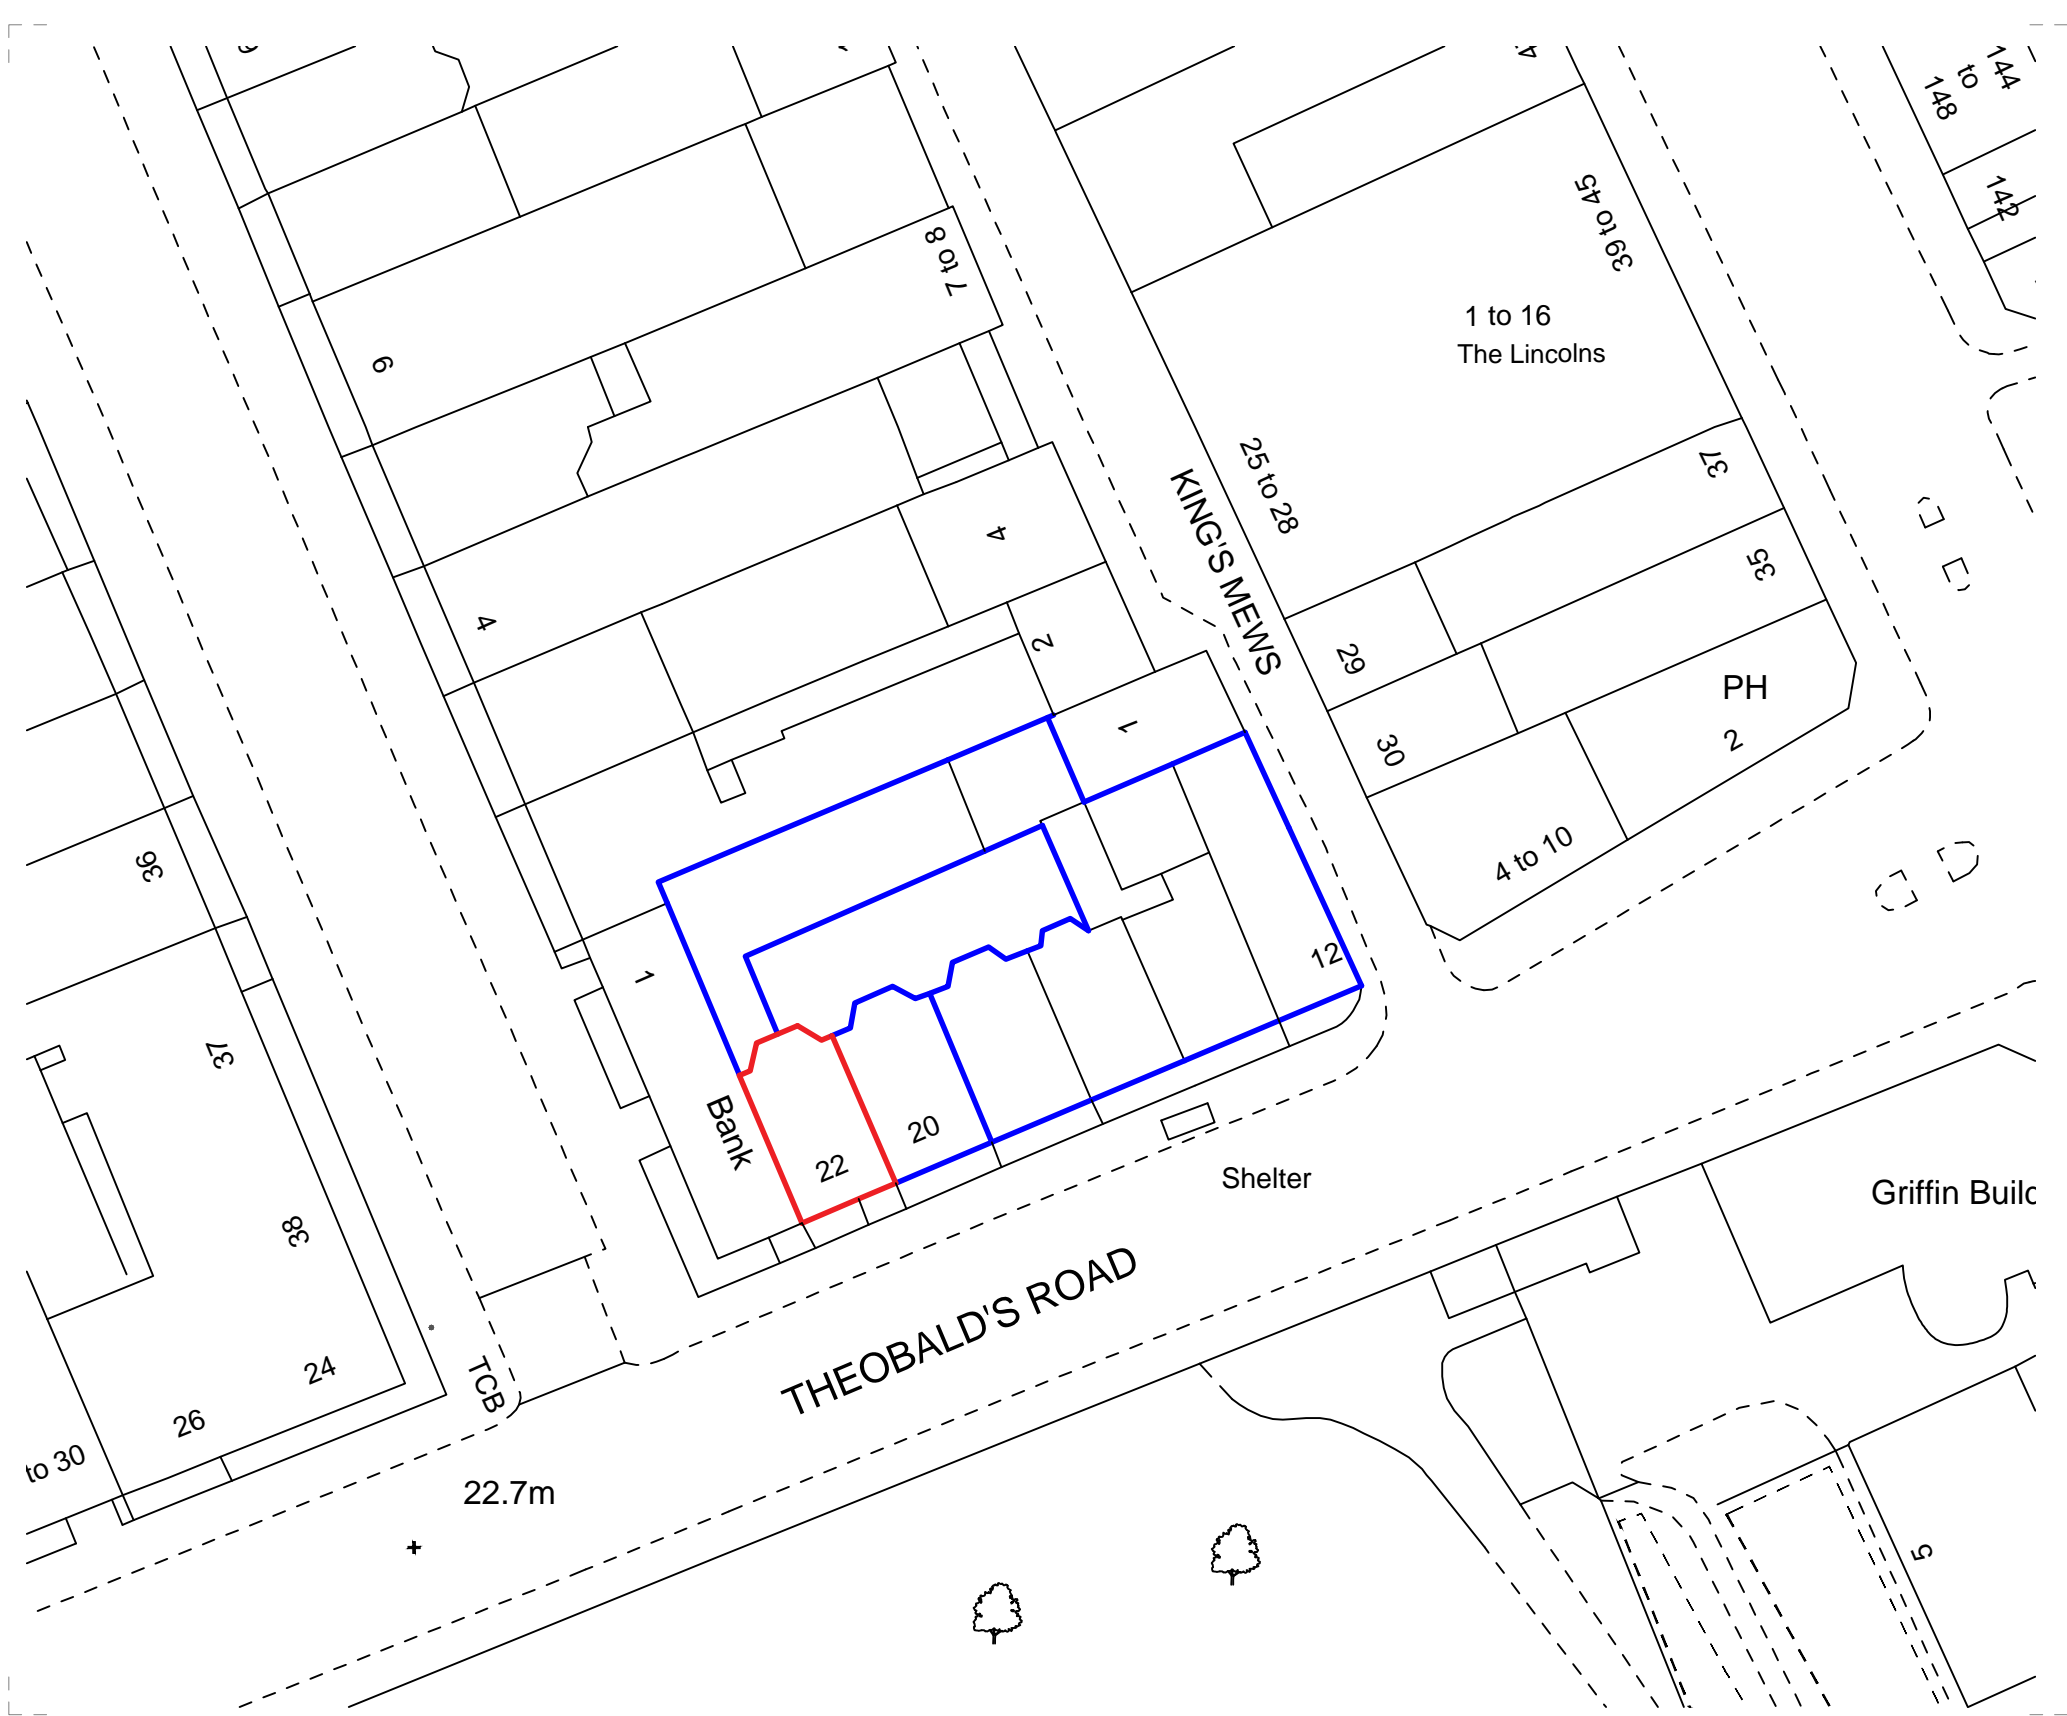 144
to
148
142
39 to 45
7 to 8
1 to 16
The Lincolns
6
37
25 to 28
KING'S MEWS
4
35
4
2
29
PH
2
1
30
4 to 10
36
12
1
37
Bank
20
22
Shelter
Griffin Build
38
THEOBALD'S ROAD
24
TCB
26
to 30
22.7m
5